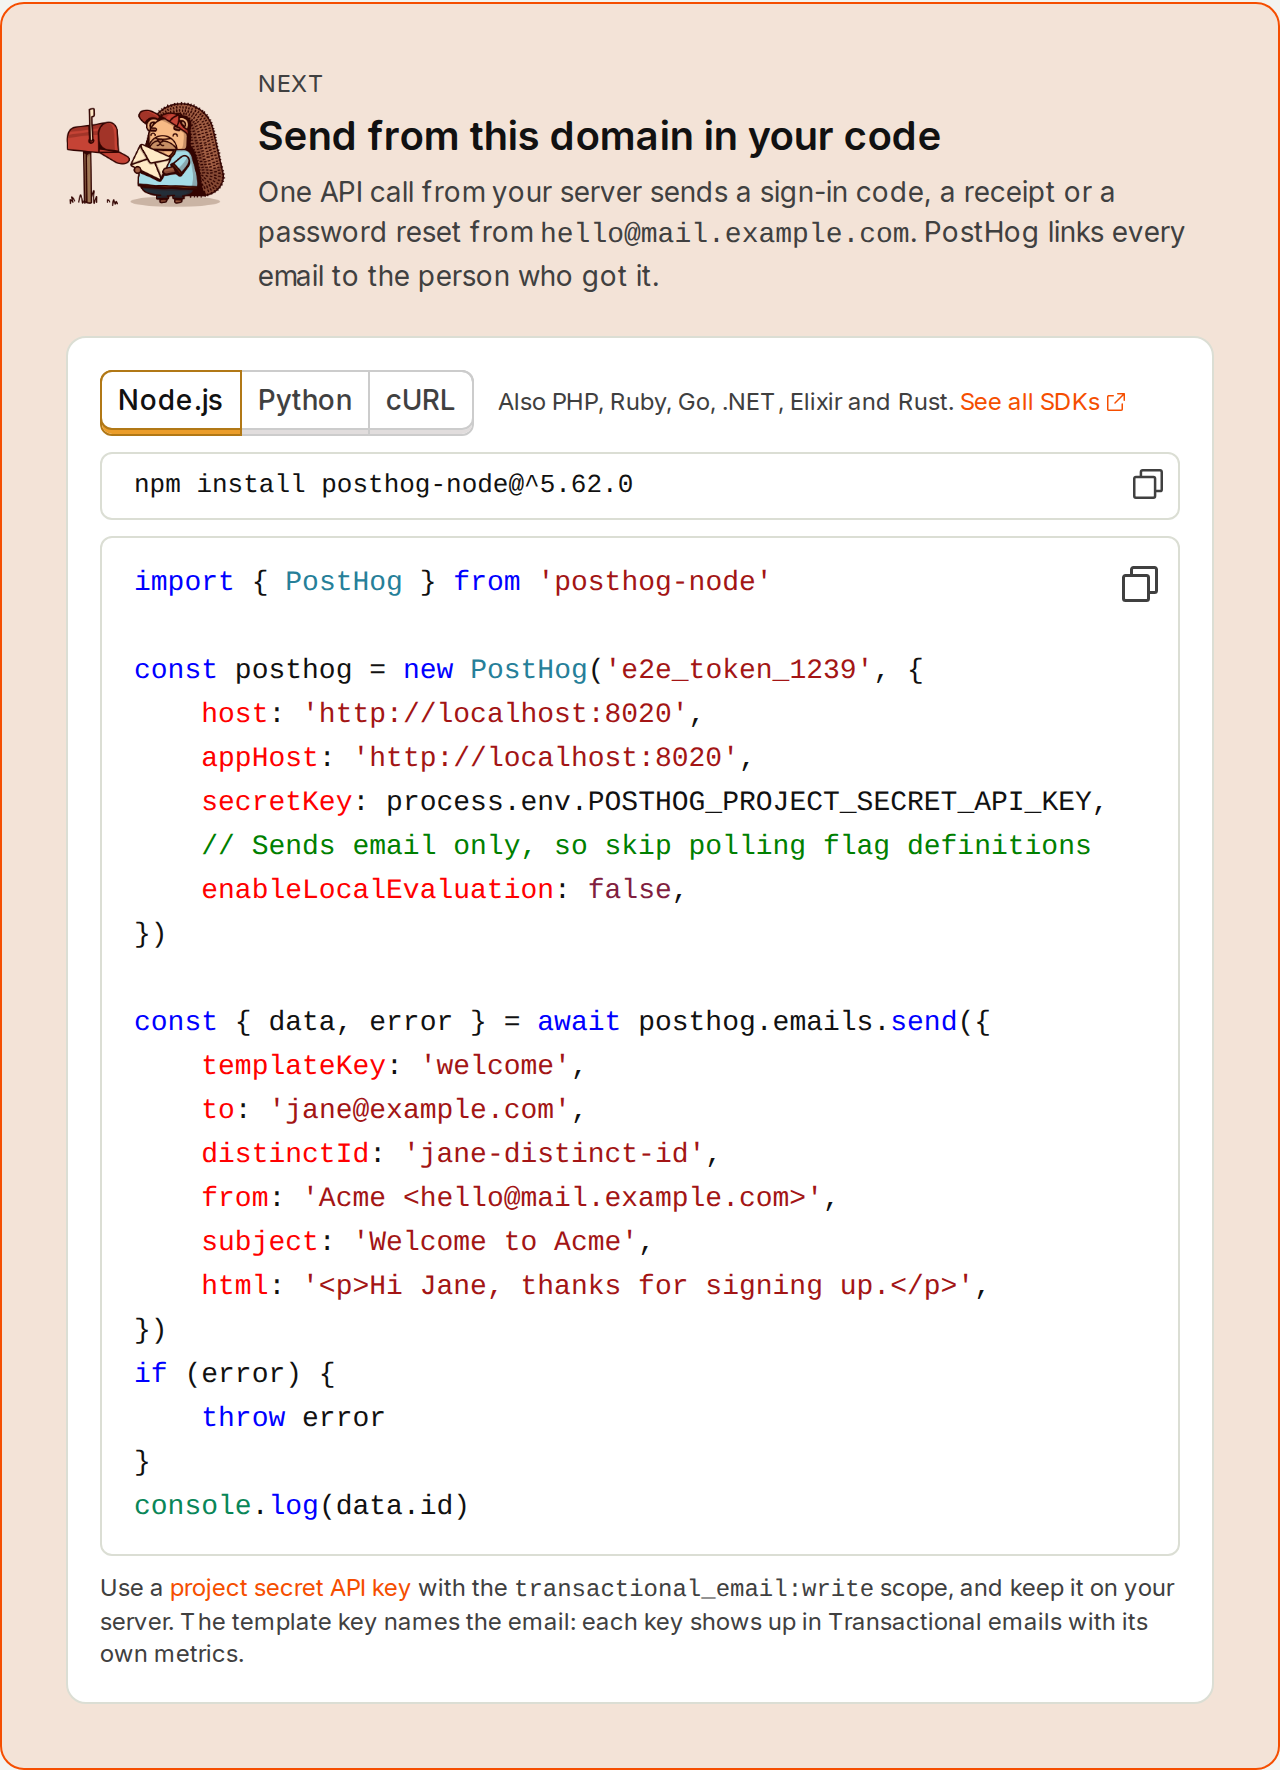 NEXT
Send from this domain in your code
One API call from your server sends a sign-in code, a receipt or a
password reset from hello@mail.example.com. PostHog links every
email to the person who got it.
Node.js Python cURL Also PHP, Ruby, Go, .NET, Elixir and Rust. See all SDKs
npm install posthog-node@^5.62.0
import { PostHog } from 'posthog-node'
const posthog = new PostHog('e2e_token_1239', {
    host: 'http://localhost:8020',
    appHost: 'http://localhost:8020',
    secretKey: process.env.POSTHOG_PROJECT_SECRET_API_KEY,
    // Sends email only, so skip polling flag definitions
    enableLocalEvaluation: false,
})
const { data, error } = await posthog.emails.send({
    templateKey: 'welcome',
    to: 'jane@example.com',
    distinctId: 'jane-distinct-id',
    from: 'Acme <hello@mail.example.com>',
    subject: 'Welcome to Acme',
    html: '<p>Hi Jane, thanks for signing up.</p>',
})
if (error) {
    throw error
}
console.log(data.id)
Use a project secret API key with the transactional_email:write scope, and keep it on your
server. The template key names the email: each key shows up in Transactional emails with its
own metrics.